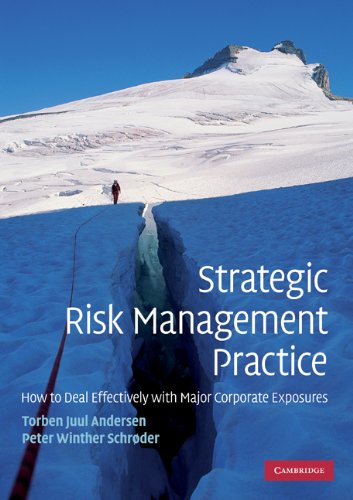 Strategic
Risk Management
Practice
How to Deal Effectively with Major Corporate Exposures
Torben Juul Andersen
Peter Winther Schrøder
CAMBRIDGE